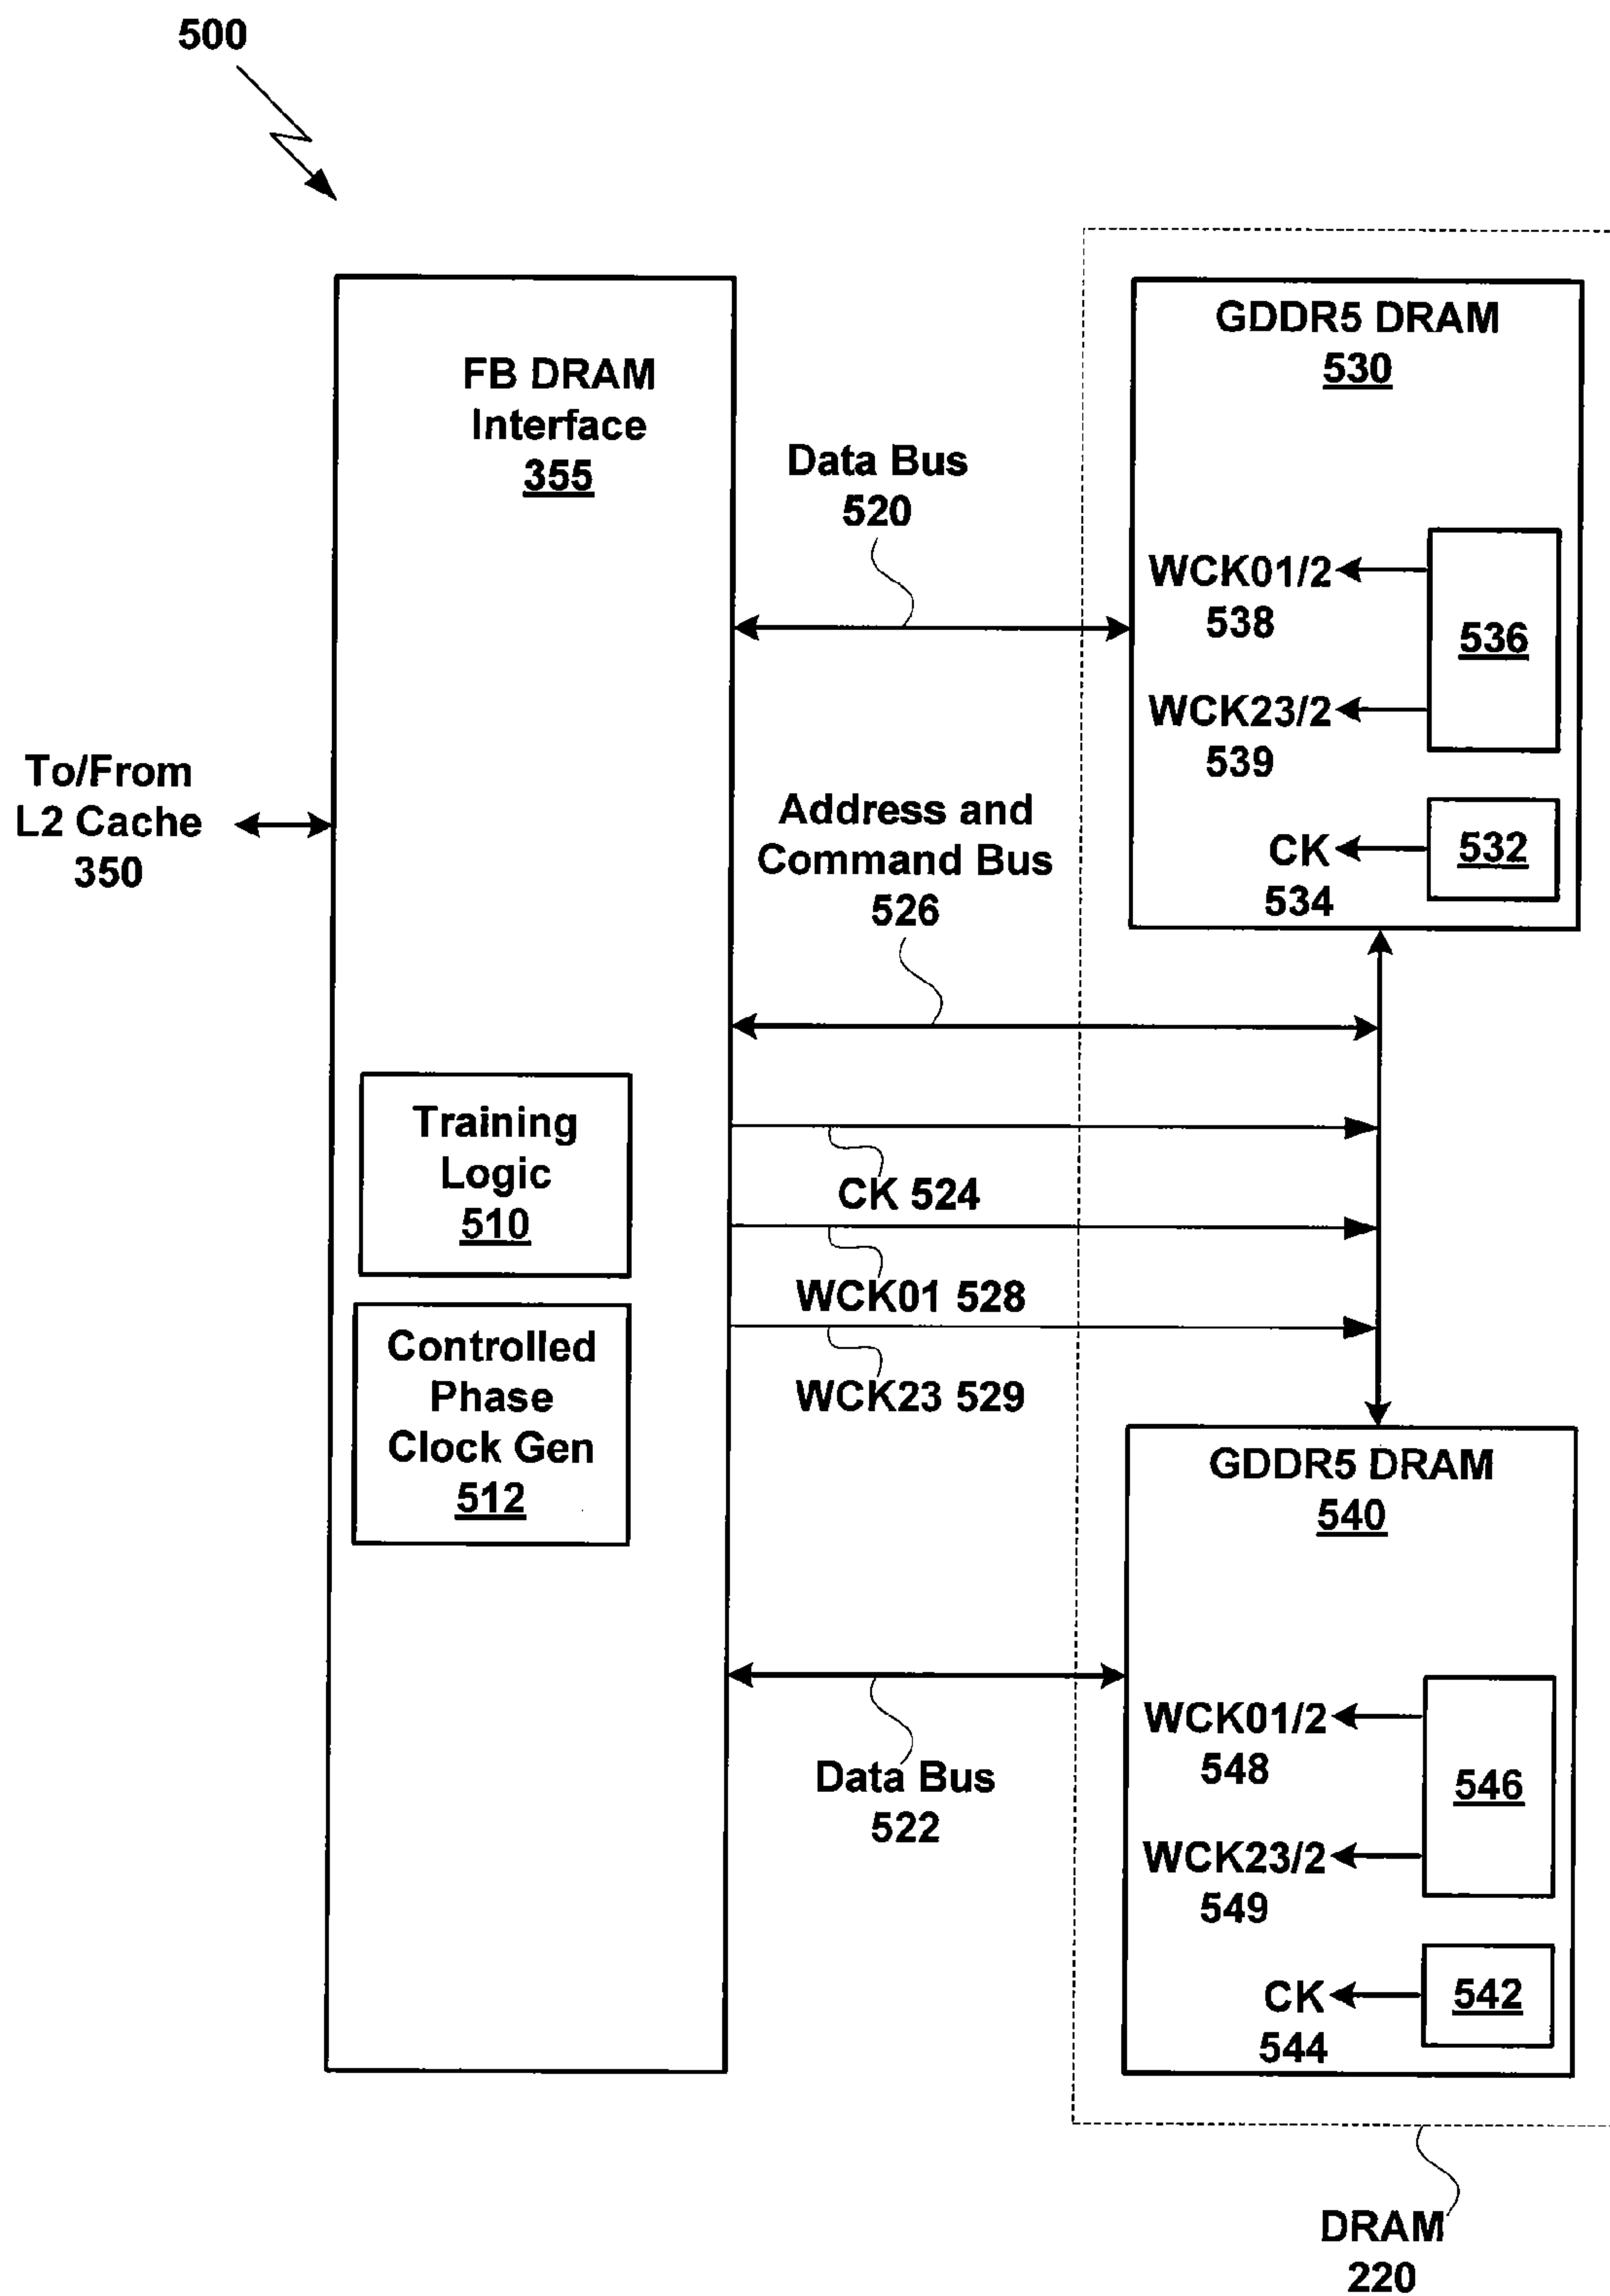 500
FB DRAM
Interface
355
GDDR5 DRAM
530
Data Bus
520
WCK01/2
538
536
WCK23/2
539
CK
534
532
To/From
L2 Cache
350
Address and
Command Bus
526
Training
Logic
510
CK 524
WCK01 528
WCK23 529
Controlled
Phase
Clock Gen
512
GDDR5 DRAM
540
Data Bus
522
WCK01/2
548
546
WCK23/2
549
CK
544
542
DRAM
220